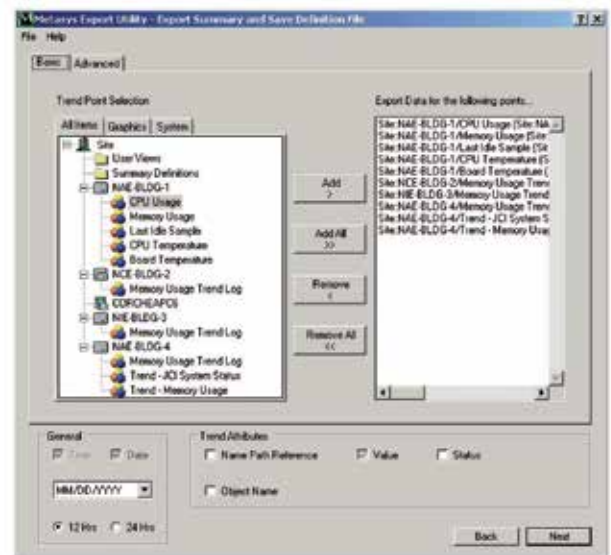 Metasys Export Utility - Export Summary and Save Definition File
File Help
Basic Advanced
Trend Point Selection
All Items Graphics System
Site
User Views
Summary Definitions
NAE-BLDG-1
CPU Usage
Memory Usage
Last Idle Sample
CPU Temperature
Board Temperature
NCE-BLDG-2
Memory Usage Trend Log
NIE-BLDG-3
Memory Usage Trend Log
NAE-BLDG-4
Memory Usage Trend Log
Trend - JCI System Status
Trend - Memory Usage
Add
>
Add All
>>
Remove
<
Remove All
<<
Export Data for the following points...
Site:NAE-BLDG-1/CPU Usage (Site:NA
Site:NAE-BLDG-1/Memory Usage (Site
Site:NAE-BLDG-1/Last Idle Sample (Sit
Site:NAE-BLDG-1/CPU Temperature (S
Site:NAE-BLDG-1/Board Temperature (
Site:NCE-BLDG-2/Memory Usage Tren
Site:NIE-BLDG-3/Memory Usage Trend
Site:NAE-BLDG-4/Memory Usage Tren
Site:NAE-BLDG-4/Trend - JCI System S
Site:NAE-BLDG-4/Trend - Memory Usa
General
Time Date
MM/DD/YYYY
12 Hrs 24 Hrs
Trend Attributes
Name Path Reference Value Status
Object Name
Back Next